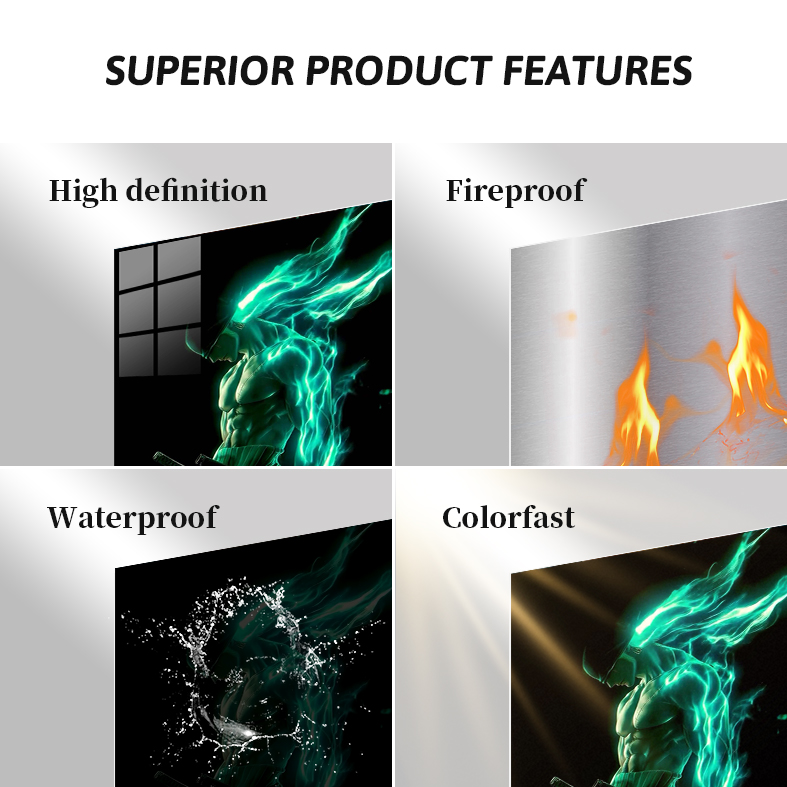 SUPERIOR PRODUCT FEATURES
High definition
Fireproof
Waterproof
Colorfast